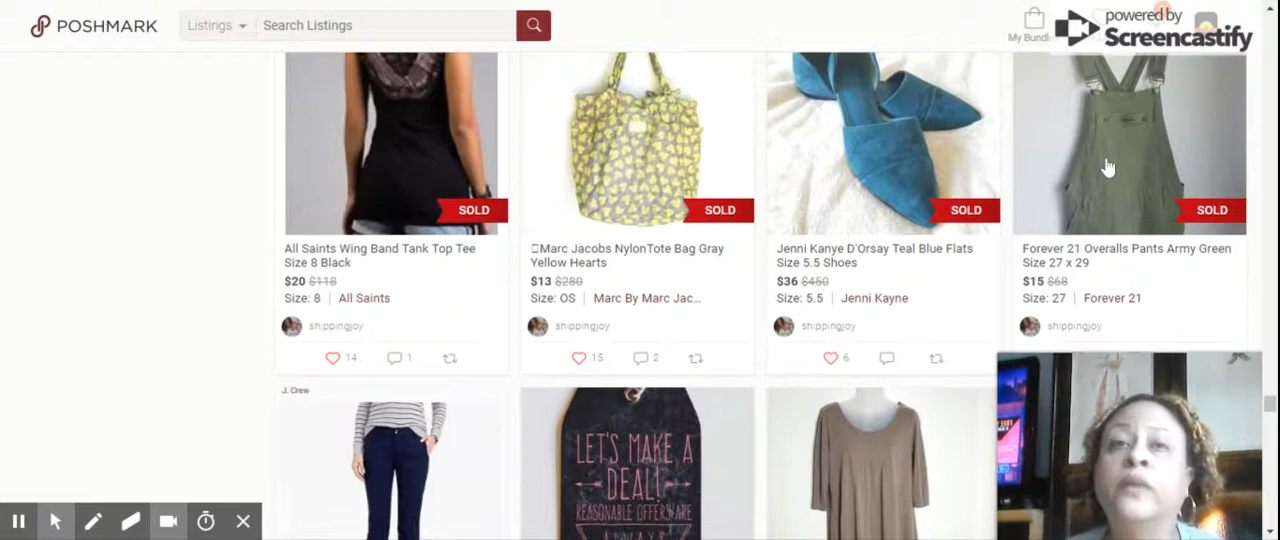 POSHMARK
Listings
Search Listings
My Bundl
powered by
Screencastify
SOLD
SOLD
SOLD
SOLD
All Saints Wing Band Tank Top Tee
Size 8 Black
$20 $118
Size: 8 | All Saints
shippingjoy
14
1
Marc Jacobs NylonTote Bag Gray
Yellow Hearts
$13 $280
Size: OS | Marc By Marc Jac...
shippingjoy
15
2
Jenni Kanye D'Orsay Teal Blue Flats
Size 5.5 Shoes
$36 $450
Size: 5.5 | Jenni Kayne
shippingjoy
6
Forever 21 Overalls Pants Army Green
Size 27 x 29
$15 $68
Size: 27 | Forever 21
shippingjoy
J. Crew
LET'S MAKE A
DEAL!
REASONABLE OFFERS ARE